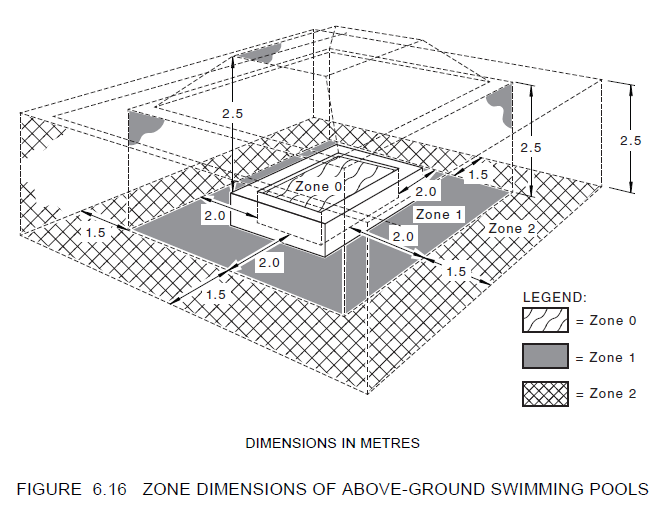 2.5
2.5
2.5
Zone 0
1.5
2.0
2.0
Zone 1
Zone 2
1.5
2.0
2.0
1.5
1.5
LEGEND:
= Zone 0
= Zone 1
= Zone 2
DIMENSIONS IN METRES
FIGURE 6.16 ZONE DIMENSIONS OF ABOVE-GROUND SWIMMING POOLS